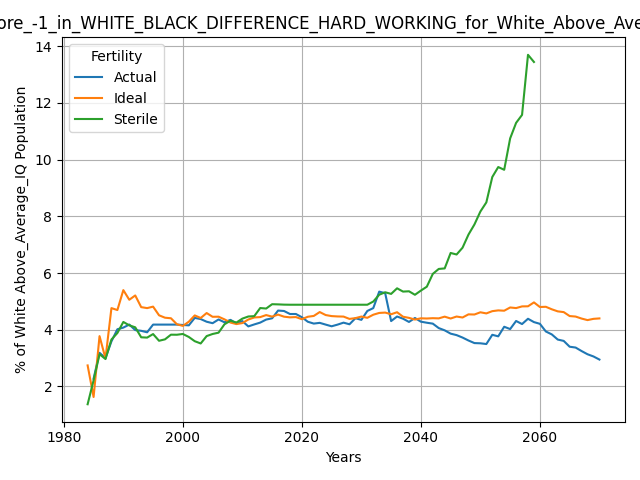 ore_-1_in_WHITE_BLACK_DIFFERENCE_HARD_WORKING_for_White_Above_Ave
14
12
10
8
6
4
2
% of White Above_Average_IQ Population
Fertility
Actual
Ideal
Sterile
1980
2000
2020
2040
2060
Years